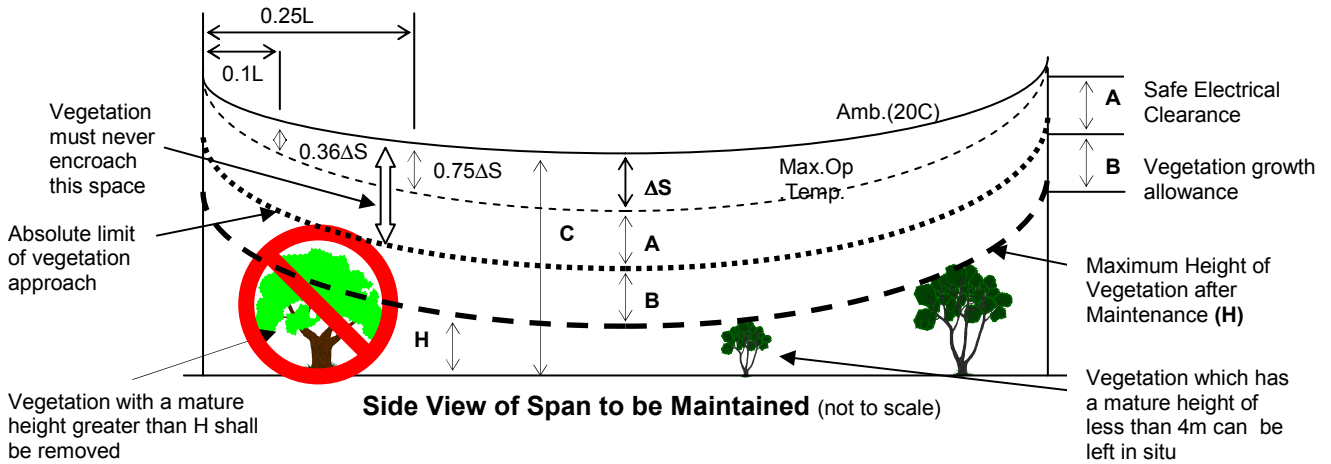 0.25L
0.1L
Vegetation
must never
encroach
this space
Absolute limit
of vegetation
approach
Vegetation with a mature
height greater than H shall
be removed
0.36ΔS
0.75ΔS
H
C
ΔS
A
B
Amb.(20C)
Max.Op
.Temp.
A
Safe Electrical
Clearance
B
Vegetation growth
allowance
Maximum Height of
Vegetation after
Maintenance (H)
Vegetation which has
a mature height of
less than 4m can be
left in situ
Side View of Span to be Maintained (not to scale)